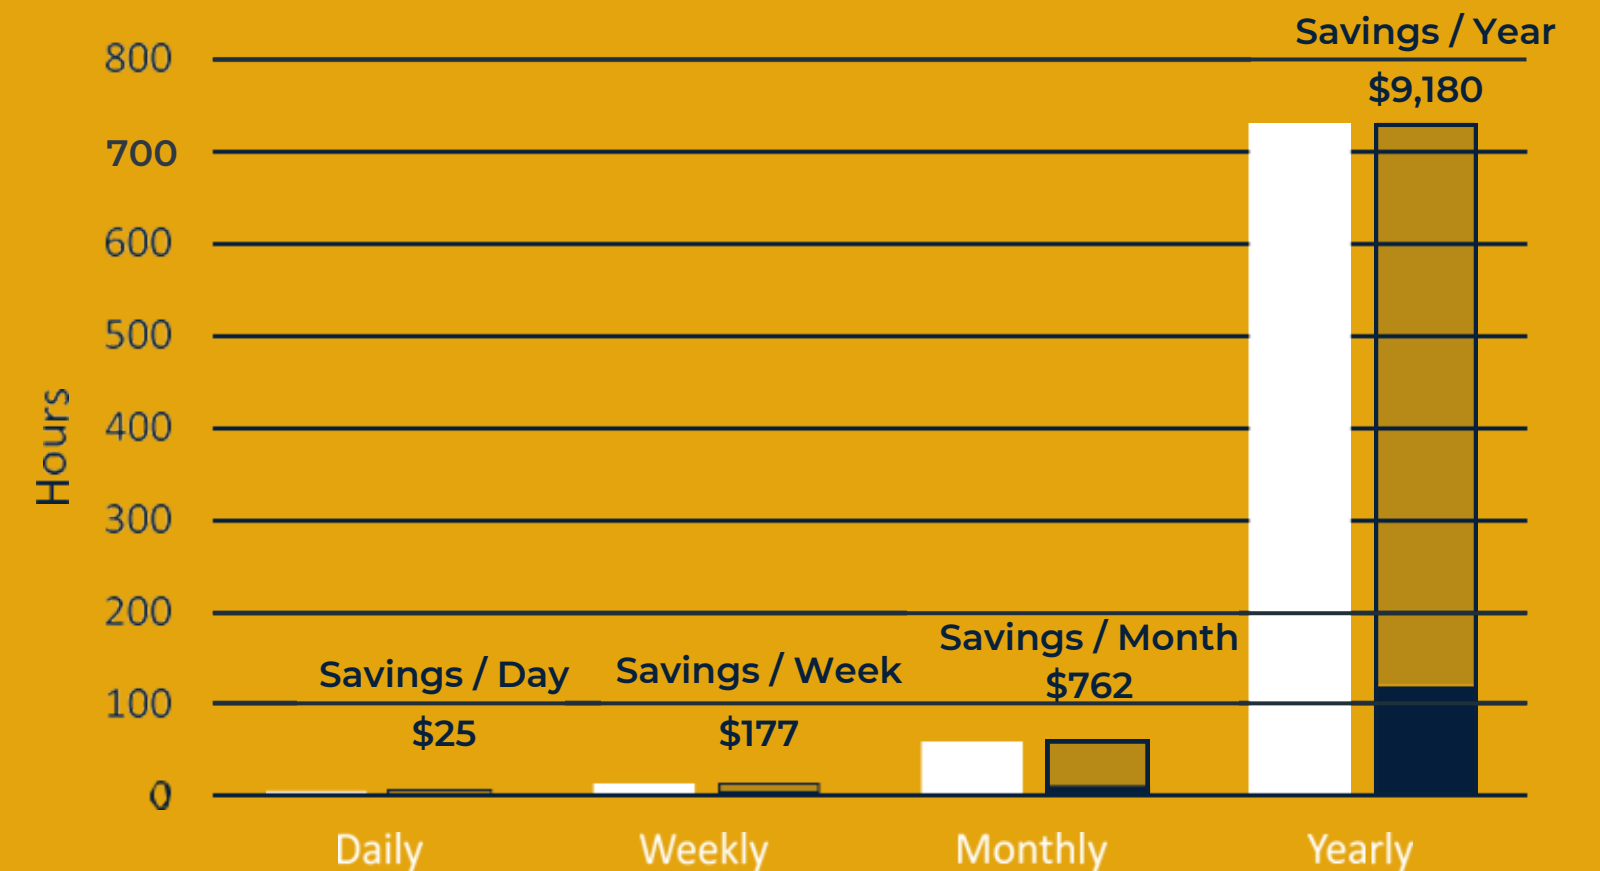 Savings / Year
$9,180
800
700
600
500
400
300
200
100
0
Hours
Savings / Day
$25
Savings / Week
$177
Savings / Month
$762
Daily
Weekly
Monthly
Yearly